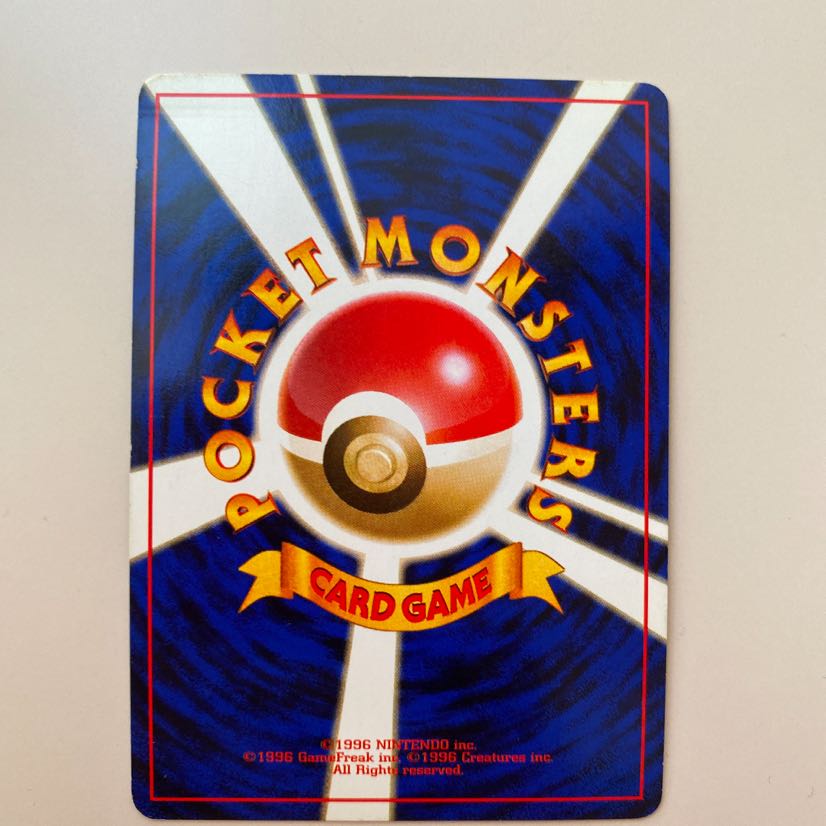 POCKET MONSTERS
CARD GAME
©1996 NINTENDO inc.
©1996 GameFreak inc. ©1996 Creatures inc.
All Rights reserved.